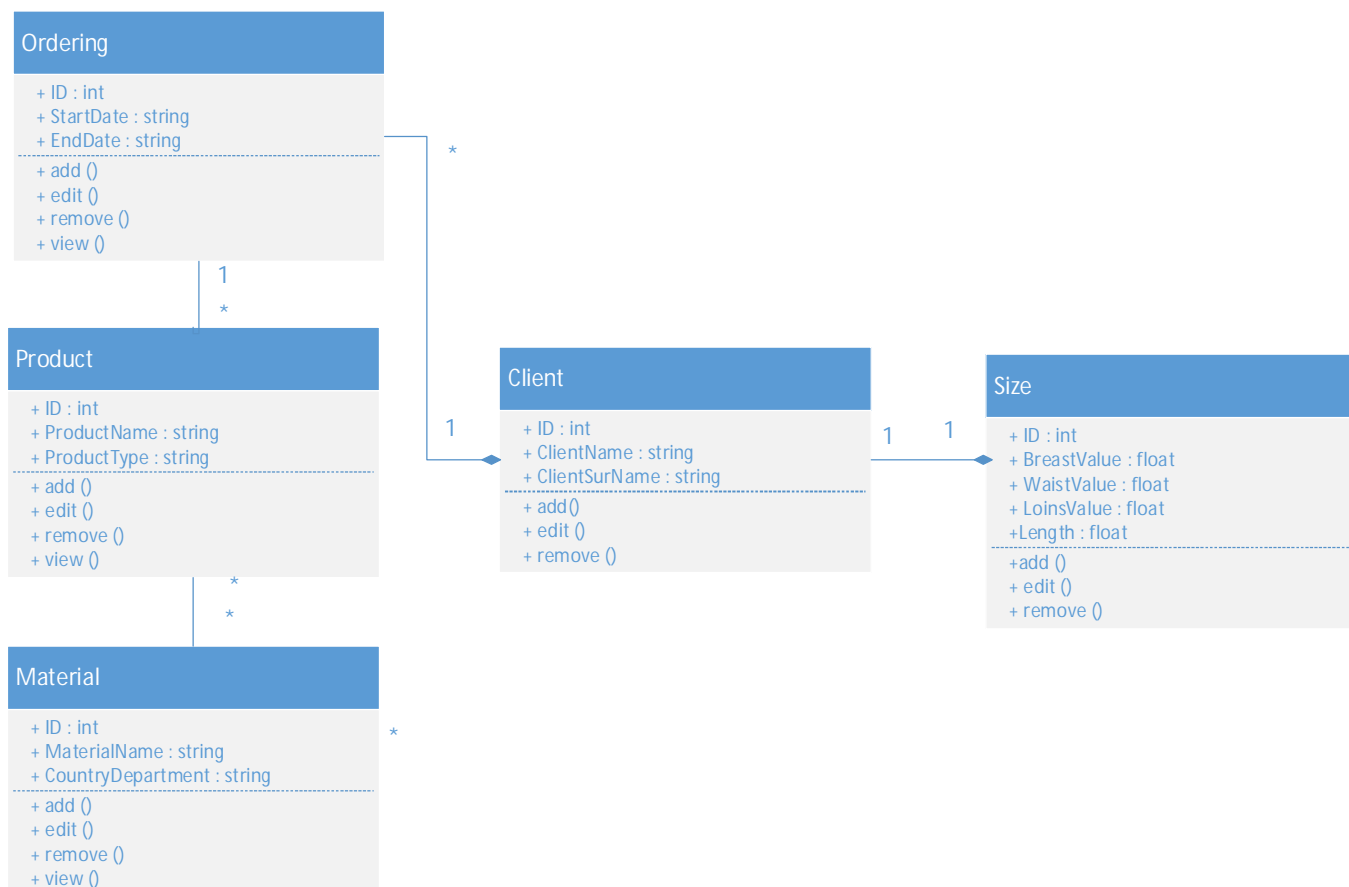 Ordering
+ ID : int
+ StartDate : string
+ EndDate : string
+ add ()
+ edit ()
+ remove ()
+ view ()
*
1
*
Product
+ ID : int
+ ProductName : string
+ ProductType : string
+ add ()
+ edit ()
+ remove ()
+ view ()
1
Client
+ ID : int
+ ClientName : string
+ ClientSurName : string
+ add()
+ edit ()
+ remove ()
1
1
Size
+ ID : int
+ BreastValue : float
+ WaistValue : float
+ LoinsValue : float
+Length : float
+add ()
+ edit ()
+ remove ()
*
*
Material
+ ID : int
+ MaterialName : string
+ CountryDepartment : string
+ add ()
+ edit ()
+ remove ()
+ view ()
*